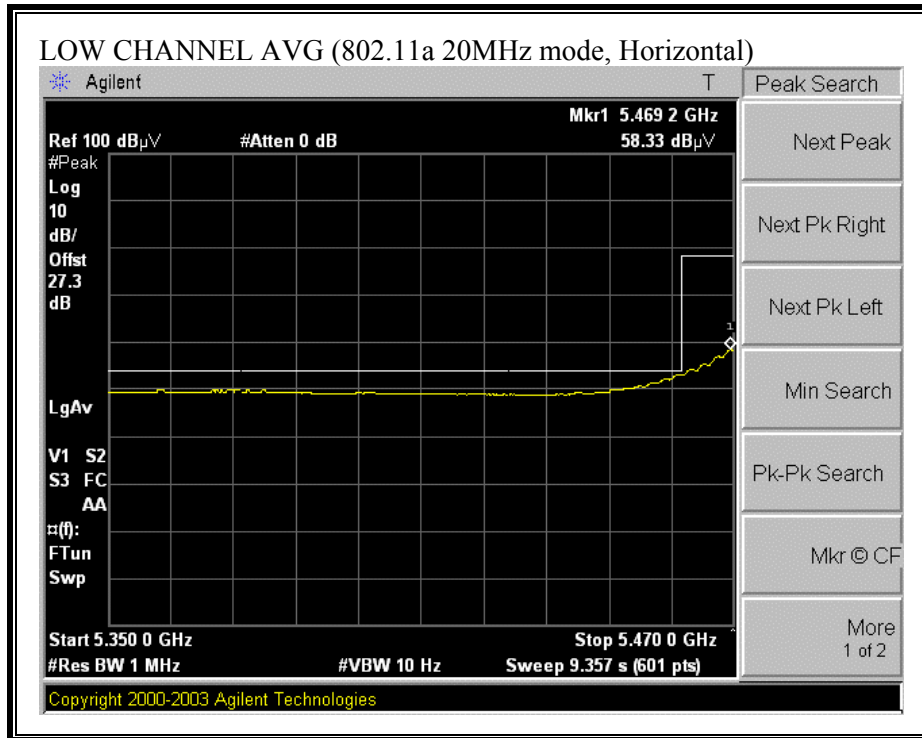 LOW CHANNEL AVG (802.11a 20MHz mode, Horizontal)
Agilent T Peak Search
Mkr1 5.469 2 GHz
Ref 100 dBµV #Atten 0 dB 58.33 dBµV
#Peak
Log
10
dB/
Offst
27.3
dB
1
LgAv
V1 S2
S3 FC
AA
¤(f):
FTun
Swp
Start 5.350 0 GHz Stop 5.470 0 GHz ^
#Res BW 1 MHz #VBW 10 Hz Sweep 9.357 s (601 pts)
Copyright 2000-2003 Agilent Technologies
Next Peak
Next Pk Right
Next Pk Left
Min Search
Pk-Pk Search
Mkr © CF
More
1 of 2